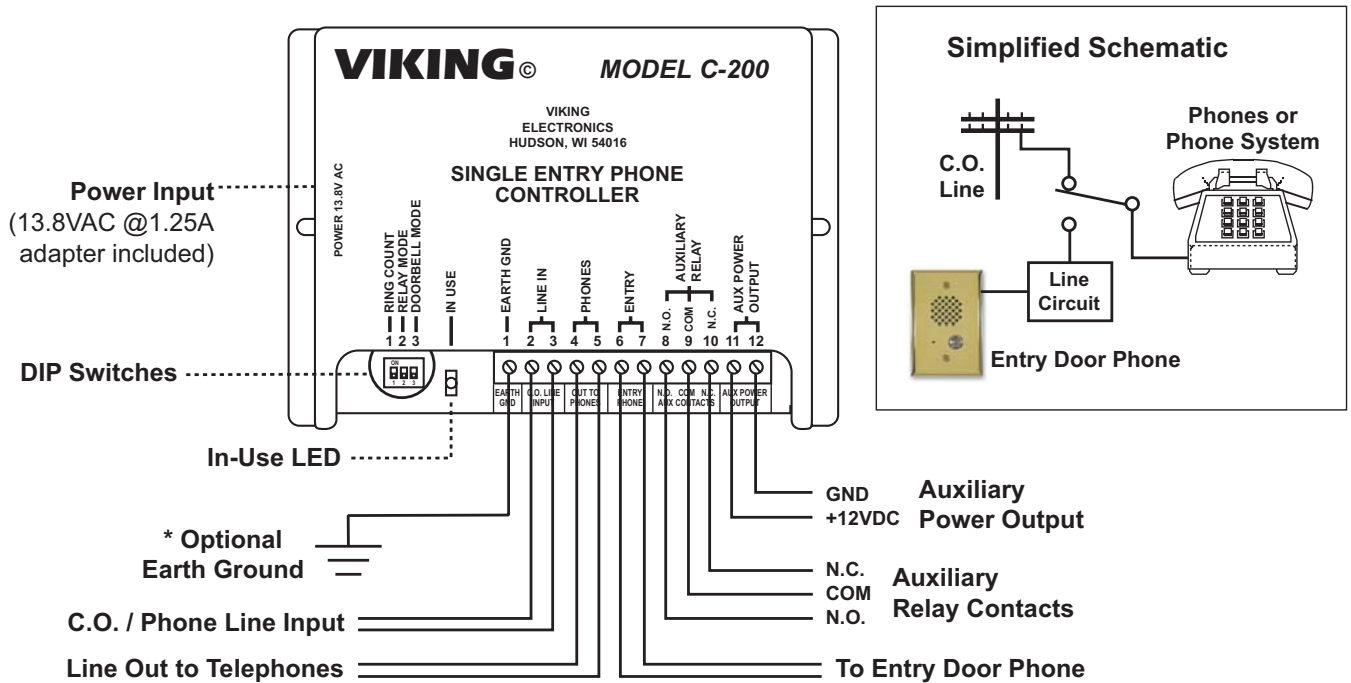 VIKING© MODEL C-200
VIKING
ELECTRONICS
HUDSON, WI 54016
SINGLE ENTRY PHONE
CONTROLLER
POWER 13.8V AC
Power Input
(13.8VAC @1.25A
adapter included)
RING COUNT
RELAY MODE
DOORBELL MODE
1 2 3
IN USE
EARTH GND
LINE IN
PHONES
ENTRY
AUXILIARY
RELAY
N.O.
COM
N.C.
AUX POWER
OUTPUT
1 2 3 4 5 6 7 8 9 10 11 12
DIP Switches
ON
1 2 3
EARTH
GND
C.O. LINE
INPUT
OUT TO
PHONES
ENTRY
PHONE
N.O. COM N.C.
AUX CONTACTS
AUX POWER
OUTPUT
In-Use LED
* Optional
Earth Ground
C.O. / Phone Line Input
Line Out to Telephones
GND
+12VDC
Auxiliary
Power Output
N.C.
COM
N.O.
Auxiliary
Relay Contacts
To Entry Door Phone
Simplified Schematic
C.O.
Line
Phones or
Phone System
Line
Circuit
Entry Door Phone